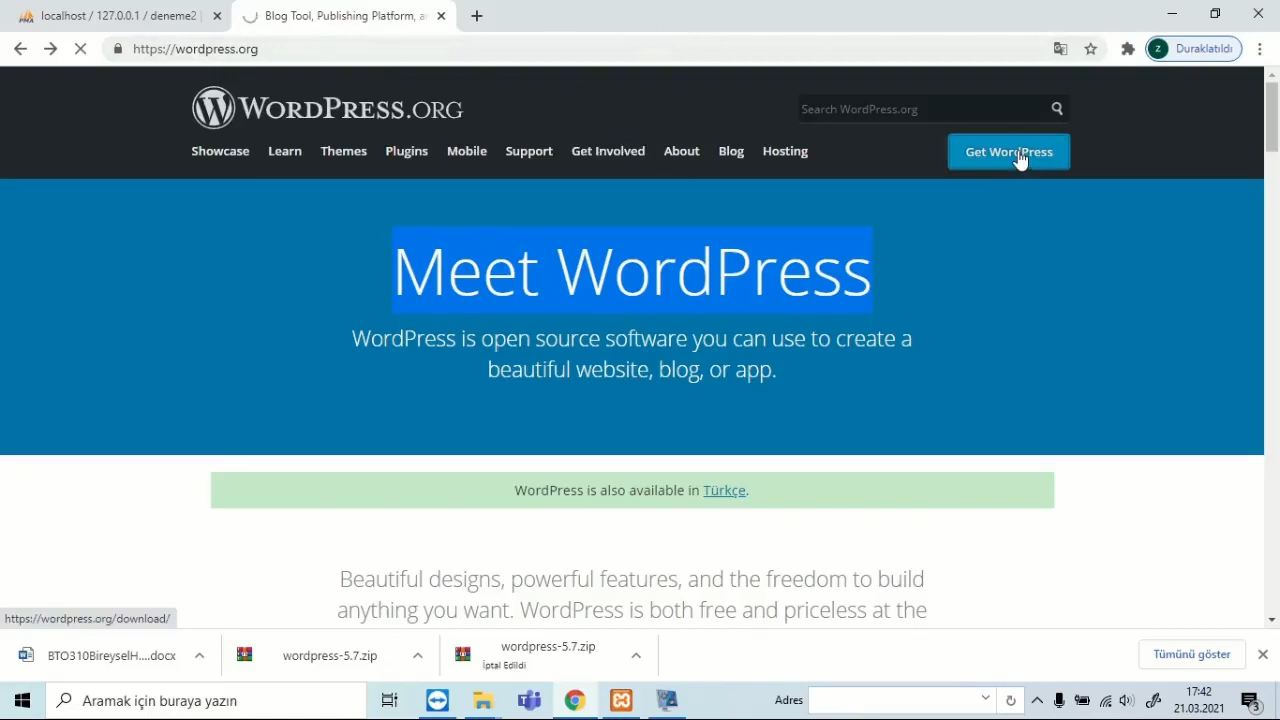 localhost / 127.0.0.1 / deneme2
Blog Tool, Publishing Platform, a
https://wordpress.org
Z Duraklatıldı
WORDPRESS.ORG
Search WordPress.org
Showcase Learn Themes Plugins Mobile Support Get Involved About Blog Hosting
Get WordPress
Meet WordPress
WordPress is open source software you can use to create a
beautiful website, blog, or app.
WordPress is also available in Türkçe.
Beautiful designs, powerful features, and the freedom to build
anything you want. WordPress is both free and priceless at the
https://wordpress.org/download/
BTO310BireyselH....docx
wordpress-5.7.zip
wordpress-5.7.zip
İptal Edildi
Tümünü göster
Aramak için buraya yazın
Adres
17:42
21.03.2021
3